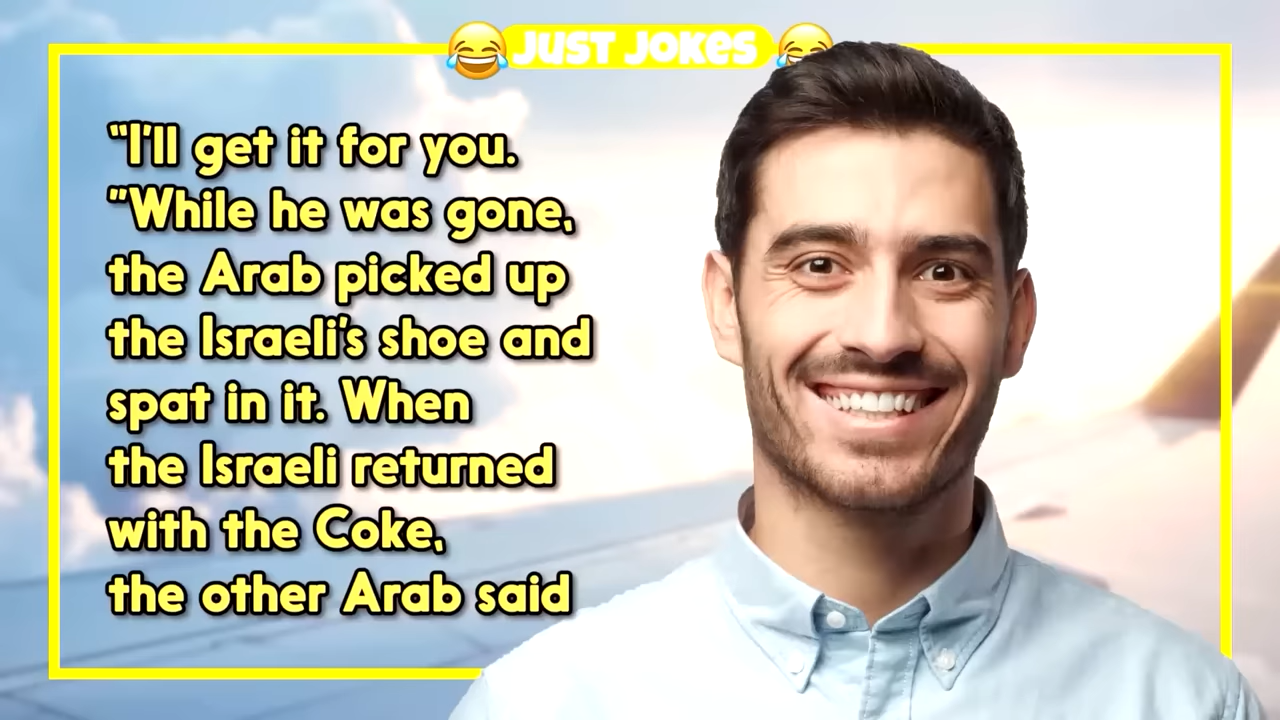 JUST JOKES
“I'll get it for you.
"While he was gone,
the Arab picked up
the Israeli's shoe and
spat in it. When
the Israeli returned
with the Coke,
the other Arab said